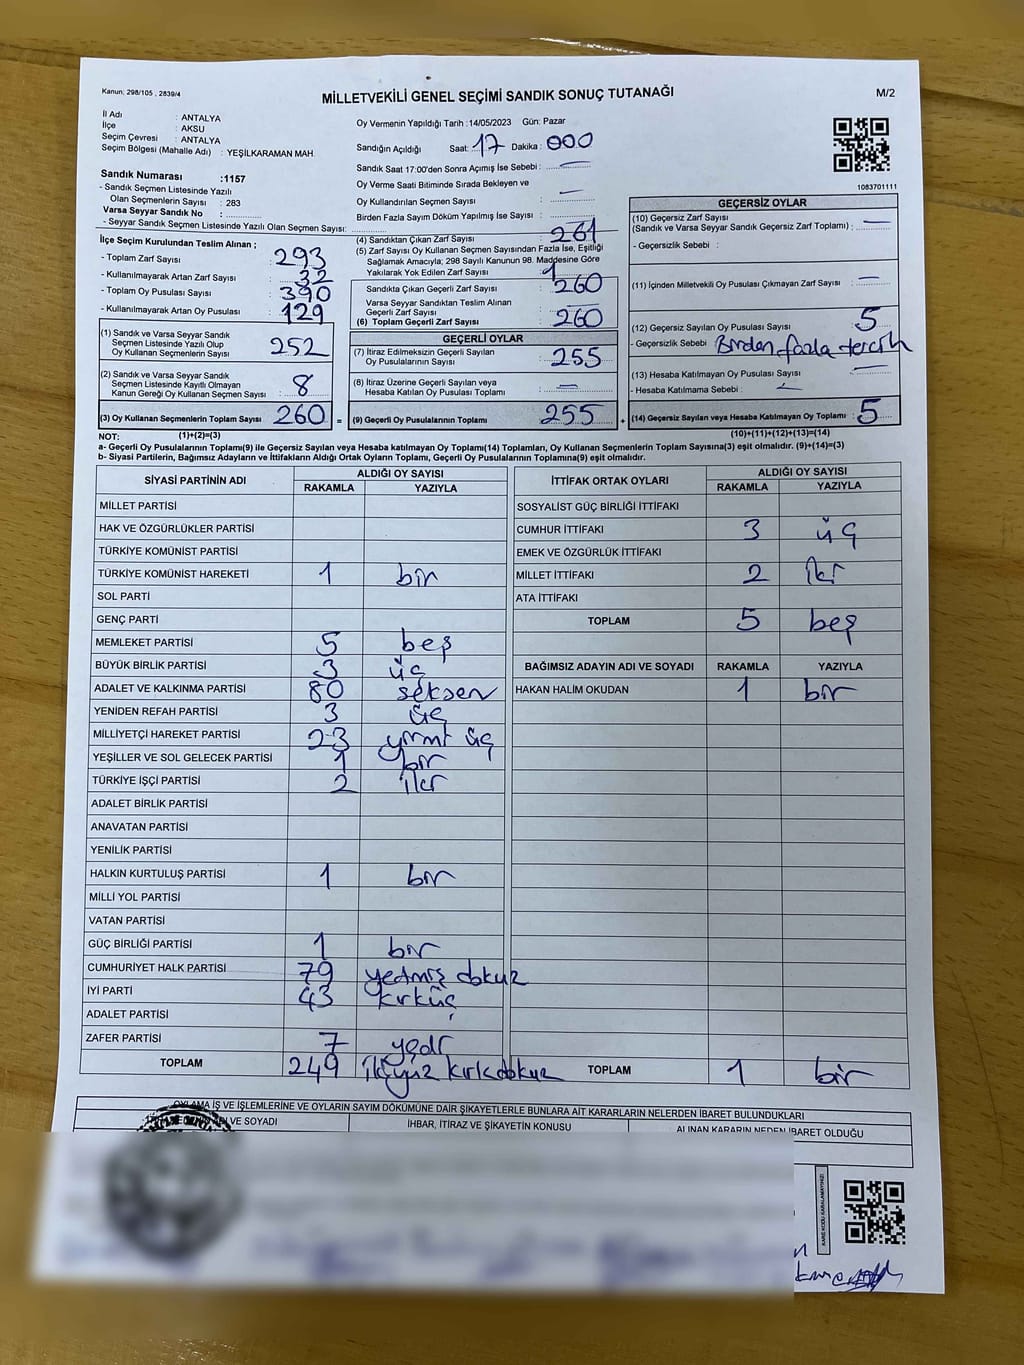 Kanun: 298/105 , 2839/4
MİLLETVEKİLİ GENEL SEÇİMİ SANDIK SONUÇ TUTANAĞI
M/2
İl Adı : ANTALYA
İlçe : AKSU
Seçim Çevresi : ANTALYA
Seçim Bölgesi (Mahalle Adı) : YEŞİLKARAMAN MAH.
Sandık Numarası :1157
- Sandık Seçmen Listesinde Yazılı
Olan Seçmenlerin Sayısı : 283
Varsa Seyyar Sandık No :
- Seyyar Sandık Seçmen Listesinde Yazılı Olan Seçmen Sayısı:
Oy Vermenin Yapıldığı Tarih :14/05/2023 Gün: Pazar
Sandığın Açıldığı Saat: 17 Dakika : 000
Sandık Saat 17:00'den Sonra Açımış İse Sebebi : —
Oy Verme Saati Bitiminde Sırada Bekleyen ve
Oy Kullandırılan Seçmen Sayısı : —
Birden Fazla Sayım Döküm Yapılmış İse Sayısı :
1083701111
İlçe Seçim Kurulundan Teslim Alınan ;
- Toplam Zarf Sayısı : 293
- Kullanılmayarak Artan Zarf Sayısı : 32
- Toplam Oy Pusulası Sayısı : 390
- Kullanılmayarak Artan Oy Pusulası : 129
(1) Sandık ve Varsa Seyyar Sandık
Seçmen Listesinde Yazılı Olup
Oy Kullanan Seçmenlerin Sayısı : 252
(2) Sandık ve Varsa Seyyar Sandık
Seçmen Listesinde Kayıtlı Olmayan
Kanun Gereği Oy Kullanan Seçmen Sayısı : 8
(3) Oy Kullanan Seçmenlerin Toplam Sayısı : 260 =
(4) Sandıktan Çıkan Zarf Sayısı : 261
(5) Zarf Sayısı Oy Kullanan Seçmen Sayısından Fazla İse, Eşitliği
Sağlamak Amacıyla; 298 Sayılı Kanunun 98. Maddesine Göre
Yakılarak Yok Edilen Zarf Sayısı : 1
Sandıkta Çıkan Geçerli Zarf Sayısı : 260
Varsa Seyyar Sandıktan Teslim Alınan
Geçerli Zarf Sayısı : —
(6) Toplam Geçerli Zarf Sayısı : 260
GEÇERLİ OYLAR
(7) İtiraz Edilmeksizin Geçerli Sayılan
Oy Pusulalarının Sayısı : 255
(8) İtiraz Üzerine Geçerli Sayılan veya
Hesaba Katılan Oy Pusulası Toplamı : —
(9) Geçerli Oy Pusulalarının Toplamı : 255 +
GEÇERSİZ OYLAR
(10) Geçersiz Zarf Sayısı
(Sandık ve Varsa Seyyar Sandık Geçersiz Zarf Toplamı) : —
- Geçersizlik Sebebi :
(11) İçinden Milletvekili Oy Pusulası Çıkmayan Zarf Sayısı : —
(12) Geçersiz Sayılan Oy Pusulası Sayısı : 5
- Geçersizlik Sebebi : Birden fazla tercih
(13) Hesaba Katılmayan Oy Pusulası Sayısı : —
- Hesaba Katılmama Sebebi : —
(14) Geçersiz Sayılan veya Hesaba Katılmayan Oy Toplamı : 5
NOT: (1)+(2)=(3) (10)+(11)+(12)+(13)=(14)
a- Geçerli Oy Pusulalarının Toplamı(9) ile Geçersiz Sayılan veya Hesaba katılmayan Oy Toplamı(14) Toplamları, Oy Kullanan Seçmenlerin Toplam Sayısına(3) eşit olmalıdır. (9)+(14)=(3)
b- Siyasi Partilerin, Bağımsız Adayların ve İttifakların Aldığı Ortak Oyların Toplamı, Geçerli Oy Pusulalarının Toplamına(9) eşit olmalıdır.
SİYASİ PARTİNİN ADI ALDIĞI OY SAYISI
RAKAMLA YAZIYLA
MİLLET PARTİSİ
HAK VE ÖZGÜRLÜKLER PARTİSİ
TÜRKİYE KOMÜNİST PARTİSİ
TÜRKİYE KOMÜNİST HAREKETİ 1 bir
SOL PARTİ
GENÇ PARTİ
MEMLEKET PARTİSİ 5 beş
BÜYÜK BİRLİK PARTİSİ 3 üç
ADALET VE KALKINMA PARTİSİ 80 seksen
YENİDEN REFAH PARTİSİ 3 üç
MİLLİYETÇİ HAREKET PARTİSİ 23 yirmi üç
YEŞİLLER VE SOL GELECEK PARTİSİ 1 bir
TÜRKİYE İŞÇİ PARTİSİ 2 iki
ADALET BİRLİK PARTİSİ
ANAVATAN PARTİSİ
YENİLİK PARTİSİ
HALKIN KURTULUŞ PARTİSİ 1 bir
MİLLİ YOL PARTİSİ
VATAN PARTİSİ
GÜÇ BİRLİĞİ PARTİSİ 1 bir
CUMHURİYET HALK PARTİSİ 79 yedmiş dokuz
İYİ PARTİ 43 kırküç
ADALET PARTİSİ
ZAFER PARTİSİ 7 yedi
TOPLAM 249 ikiyüz kırkdokuz
İTTİFAK ORTAK OYLARI ALDIĞI OY SAYISI
RAKAMLA YAZIYLA
SOSYALİST GÜÇ BİRLİĞİ İTTİFAKI
CUMHUR İTTİFAKI 3 üç
EMEK VE ÖZGÜRLÜK İTTİFAKI
MİLLET İTTİFAKI 2 iki
ATA İTTİFAKI
TOPLAM 5 beş
BAĞIMSIZ ADAYIN ADI VE SOYADI RAKAMLA YAZIYLA
HAKAN HALİM OKUDAN 1 bir
TOPLAM 1 bir
OYLAMA İŞ VE İŞLEMLERİNE VE OYLARIN SAYIM DÖKÜMÜNE DAİR ŞİKAYETLERLE BUNLARA AİT KARARLARIN NELERDEN İBARET BULUNDUKLARI
ADI VE SOYADI İHBAR, İTİRAZ VE ŞİKAYETİN KONUSU ALINAN KARARIN NEDEN İBARET OLDUĞU
KARE KODU KARALAMAYINIZ!